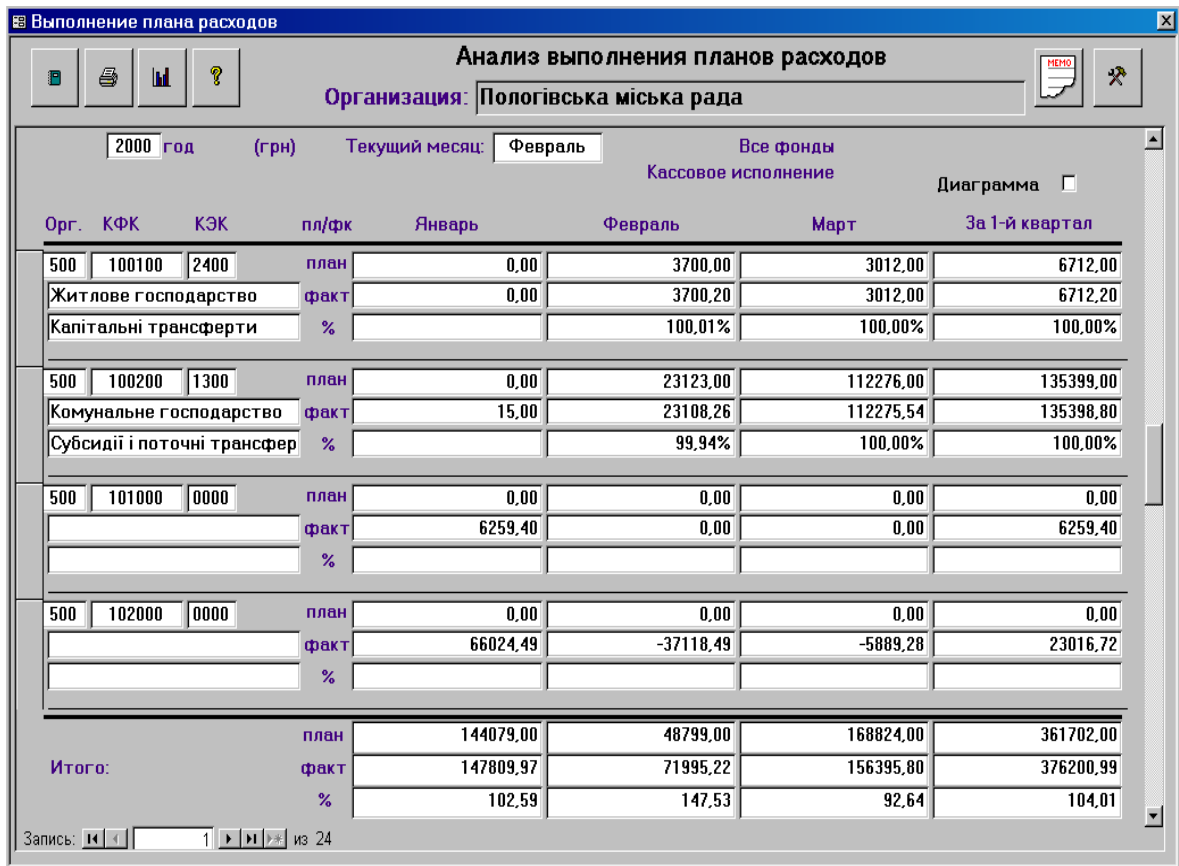 Выполнение плана расходов
Анализ выполнения планов расходов
MEMO
Организация: Пологівська міська рада
2000 год (грн) Текущий месяц: Февраль Все фонды
Кассовое исполнение
Диаграмма
Орг. КФК КЭК пл/фк Январь Февраль Март За 1-й квартал
500 100100 2400 план 0,00 3700,00 3012,00 6712,00
Житлове господарство факт 0,00 3700,20 3012,00 6712,20
Капітальні трансферти % 100,01% 100,00% 100,00%
500 100200 1300 план 0,00 23123,00 112276,00 135399,00
Комунальне господарство факт 15,00 23108,26 112275,54 135398,80
Субсидії і поточні трансфер % 99,94% 100,00% 100,00%
500 101000 0000 план 0,00 0,00 0,00 0,00
факт 6259,40 0,00 0,00 6259,40
%
500 102000 0000 план 0,00 0,00 0,00 0,00
факт 66024,49 -37118,49 -5889,28 23016,72
%
план 144079,00 48799,00 168824,00 361702,00
Итого: факт 147809,97 71995,22 156395,80 376200,99
% 102,59 147,53 92,64 104,01
Запись: 1 из 24